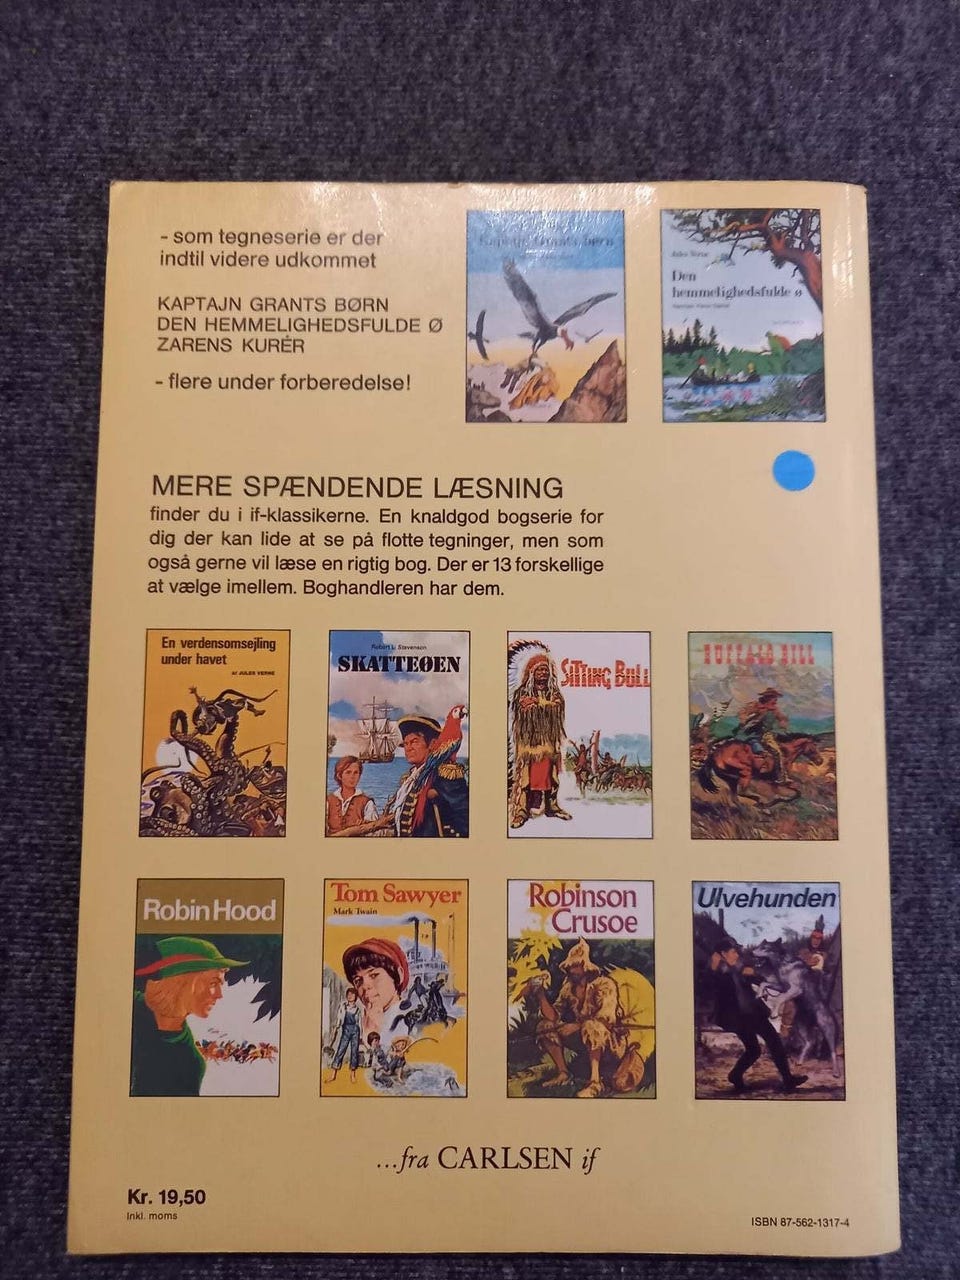 - som tegneserie er der
indtil videre udkommet
KAPTAJN GRANTS BØRN
DEN HEMMELIGHEDSFULDE Ø
ZARENS KURÉR
- flere under forberedelse!
Kaptajn Grants børn
Jules Verne
Den
hemmelighedsfulde ø
MERE SPÆNDENDE LÆSNING
finder du i if-klassikerne. En knaldgod bogserie for
dig der kan lide at se på flotte tegninger, men som
også gerne vil læse en rigtig bog. Der er 13 forskellige
at vælge imellem. Boghandleren har dem.
En verdensomsejling
under havet
AF JULES VERNE
Robert L. Stevenson
SKATTEØEN
SITTING BULL
BUFFALO BILL
Robin Hood
Tom Sawyer
Mark Twain
Robinson
Crusoe
Ulvehunden
...fra CARLSEN if
Kr. 19,50
Inkl. moms
ISBN 87-562-1317-4